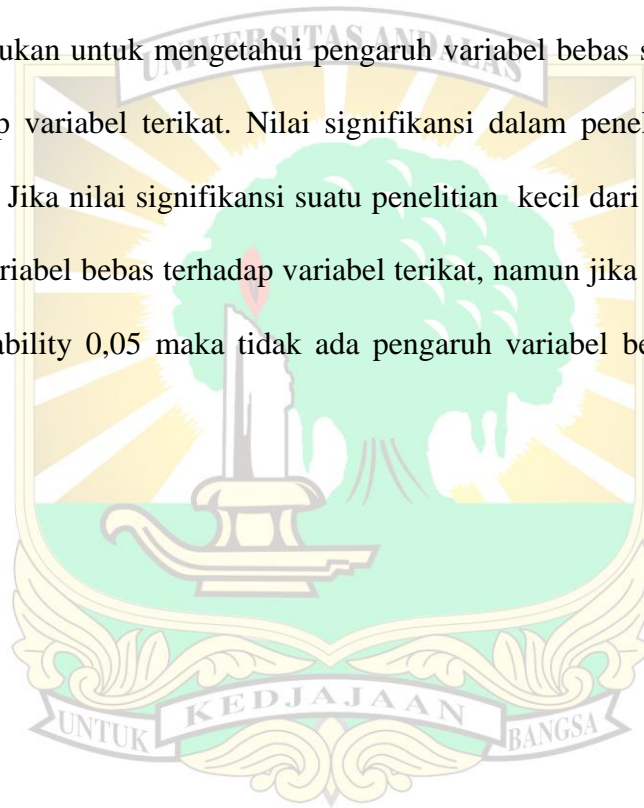 UNIVERSITAS ANDALAS
ukan untuk mengetahui pengaruh variabel bebas s
p variabel terikat. Nilai signifikansi dalam penel
Jika nilai signifikansi suatu penelitian kecil dari
riabel bebas terhadap variabel terikat, namun jika
ability 0,05 maka tidak ada pengaruh variabel be
UNTUK KEDJAJAAN BANGSA